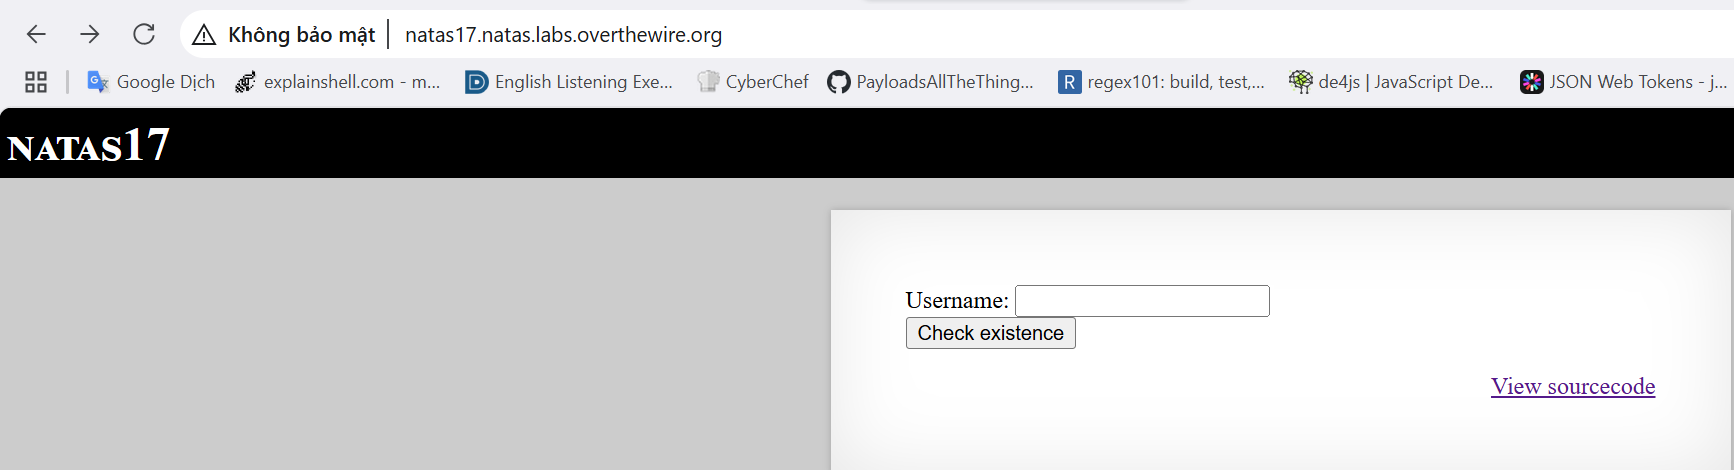 Không bảo mật natas17.natas.labs.overthewire.org
Google Dịch explainshell.com - m... English Listening Exe... CyberChef PayloadsAllTheThing... regex101: build, test,... de4js | JavaScript De... JSON Web Tokens - j...
NATAS17
Username:
Check existence
View sourcecode